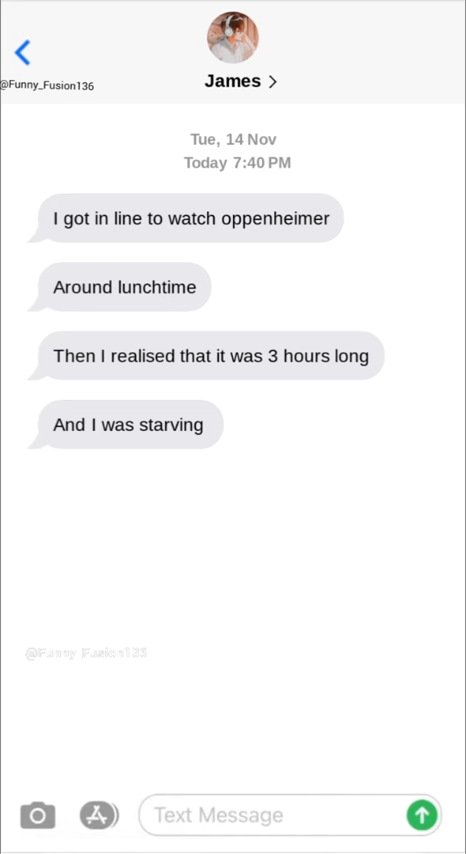 James
@Funny_Fusion136
Tue, 14 Nov
Today 7:40 PM
I got in line to watch oppenheimer
Around lunchtime
Then I realised that it was 3 hours long
And I was starving
@Funny_Fusion136
Text Message